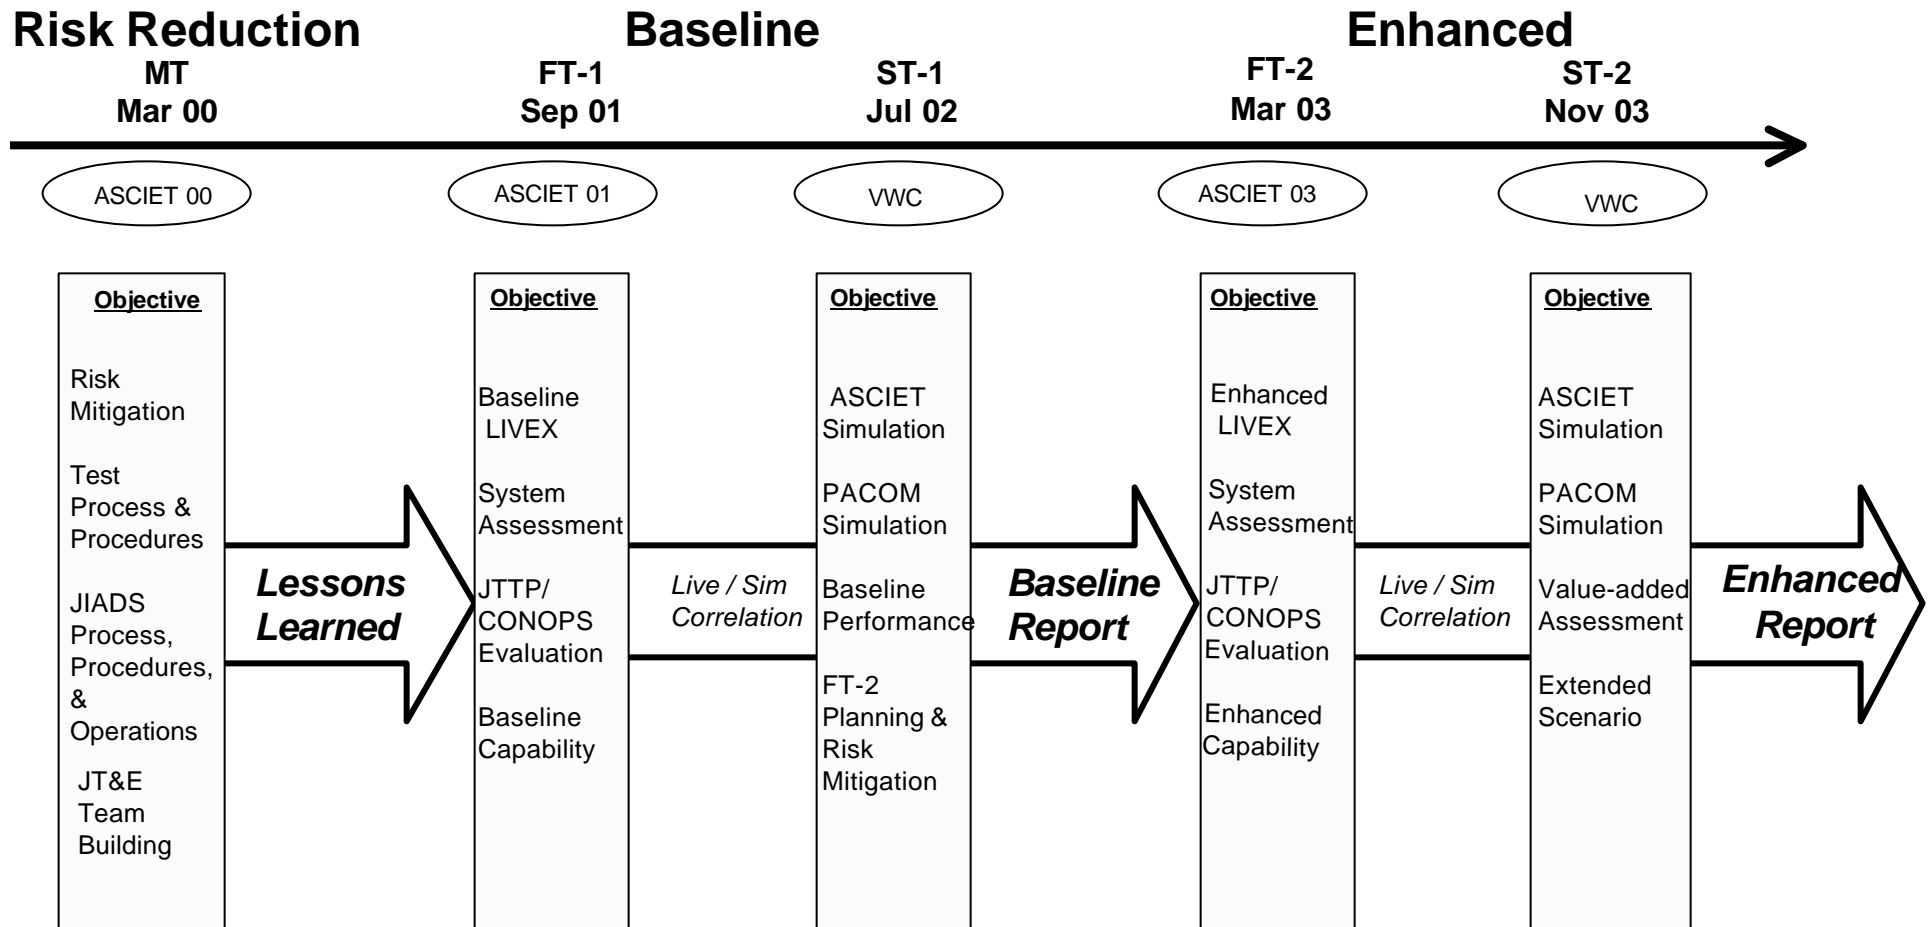 Risk Reduction
Baseline
Enhanced
MT
Mar 00
FT-1
Sep 01
ST-1
Jul 02
FT-2
Mar 03
ST-2
Nov 03
ASCIET 00
ASCIET 01
VWC
ASCIET 03
VWC
Objective
Risk
Mitigation
Test
Process &
Procedures
JIADS
Process,
Procedures,
&
Operations
JT&E
Team
Building
Lessons
Learned
Objective
Baseline
LIVEX
System
Assessment
JTTP/
CONOPS
Evaluation
Baseline
Capability
Live / Sim
Correlation
Objective
ASCIET
Simulation
PACOM
Simulation
Baseline
Performance
FT-2
Planning &
Risk
Mitigation
Baseline
Report
Objective
Enhanced
LIVEX
System
Assessment
JTTP/
CONOPS
Evaluation
Enhanced
Capability
Live / Sim
Correlation
Objective
ASCIET
Simulation
PACOM
Simulation
Value-added
Assessment
Extended
Scenario
Enhanced
Report